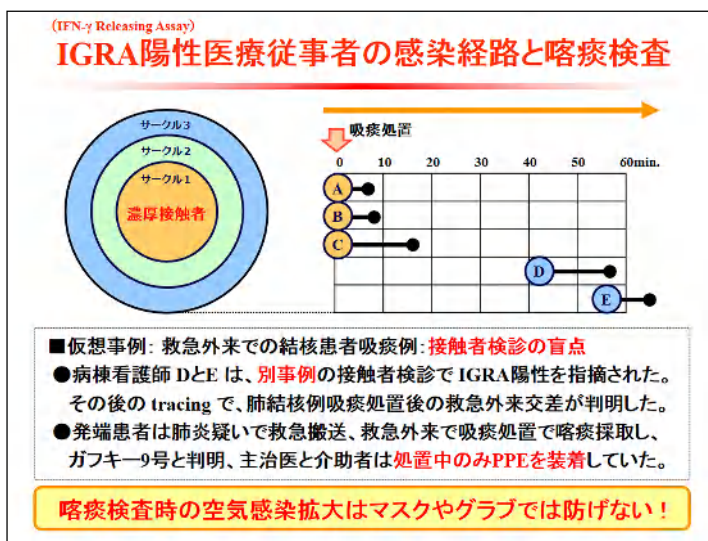 (IFN-γ Releasing Assay)
IGRA陽性医療従事者の感染経路と喀痰検査
サークル3
サークル2
サークル1
濃厚接触者
吸痰処置
0 10 20 30 40 50 60min.
A
B
C
D
E
■仮想事例: 救急外来での結核患者吸痰例: 接触者検診の盲点
●病棟看護師 DとE は、別事例の接触者検診で IGRA陽性を指摘された。
その後の tracing で、肺結核例吸痰処置後の救急外来交差が判明した。
●発端患者は肺炎疑いで救急搬送、救急外来で吸痰処置で喀痰採取し、
ガフキー9号と判明、主治医と介助者は処置中のみPPEを装着していた。
喀痰検査時の空気感染拡大はマスクやグラブでは防げない！